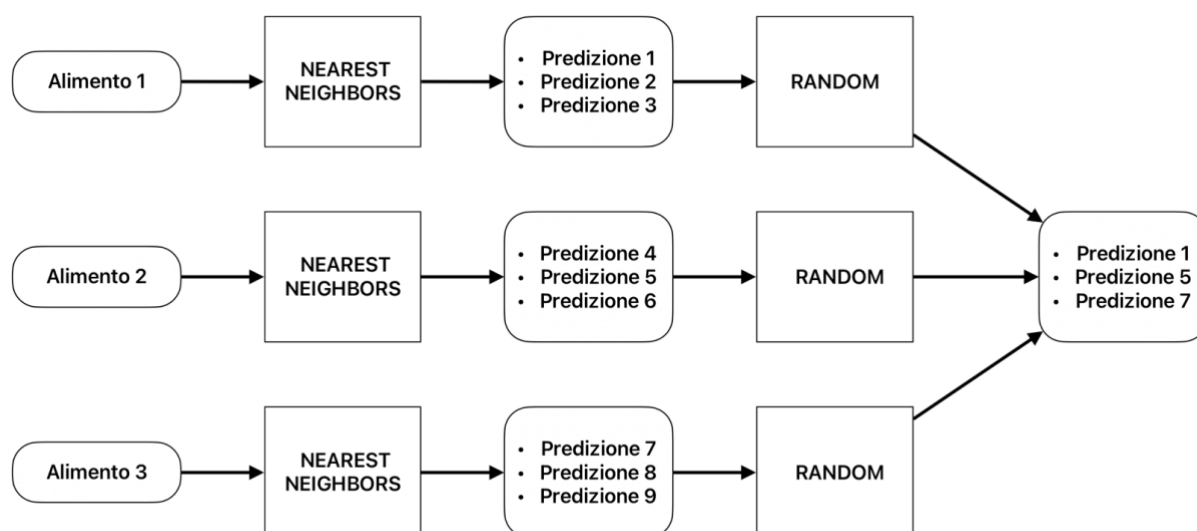 Alimento 1
NEAREST
NEIGHBORS
• Predizione 1
• Predizione 2
• Predizione 3
RANDOM
Alimento 2
NEAREST
NEIGHBORS
• Predizione 4
• Predizione 5
• Predizione 6
RANDOM
• Predizione 1
• Predizione 5
• Predizione 7
Alimento 3
NEAREST
NEIGHBORS
• Predizione 7
• Predizione 8
• Predizione 9
RANDOM